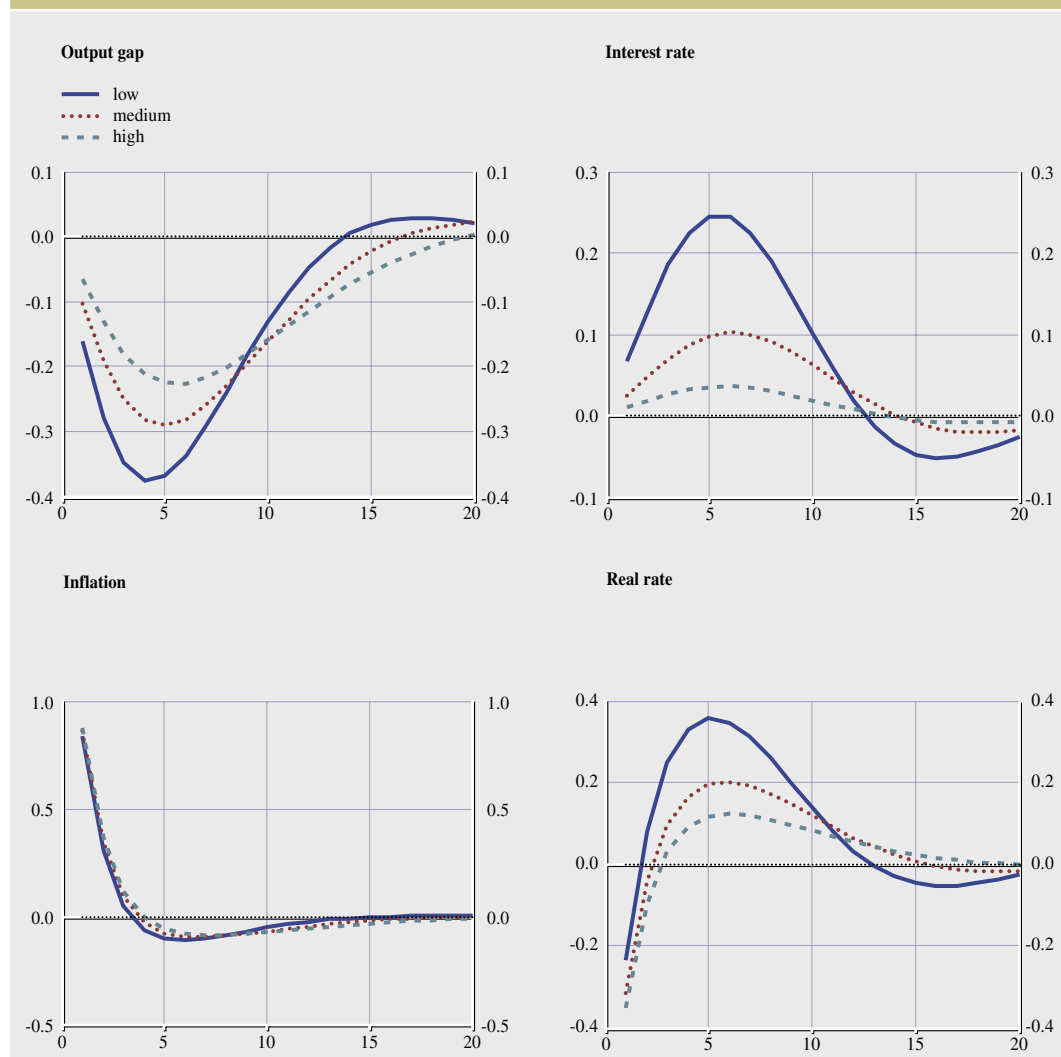 Output gap
low
medium
high
0.1 0.1
0.0 0.0
-0.1 -0.1
-0.2 -0.2
-0.3 -0.3
-0.4 -0.4
0 5 10 15 20
Interest rate
0.3 0.3
0.2 0.2
0.1 0.1
0.0 0.0
-0.1 -0.1
0 5 10 15 20
Inflation
1.0 1.0
0.5 0.5
0.0 0.0
-0.5 -0.5
0 5 10 15 20
Real rate
0.4 0.4
0.2 0.2
0.0 0.0
-0.2 -0.2
-0.4 -0.4
0 5 10 15 20